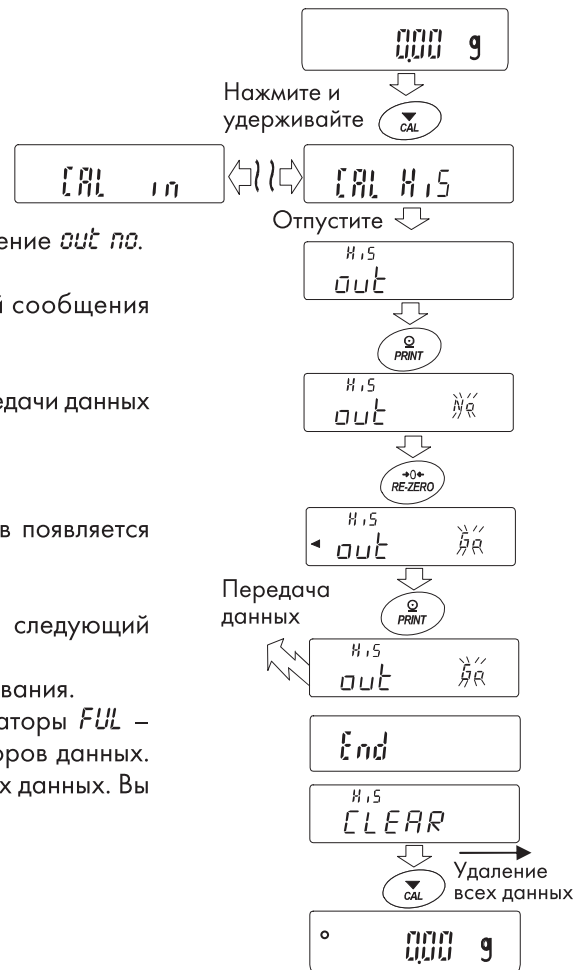 0.00 g
Нажмите и
удерживайте
CAL
CAL in
CAL HiS
Отпустите
ение out no.
HiS
out
й сообщения
PRINT
едачи данных
HiS
out No
RE-ZERO
в появляется
HiS
out Go
Передача
данных
PRINT
следующий
HiS
out Go
вания.
аторы FUL –
оров данных.
х данных. Вы
End
HiS
CLEAR
Удаление
всех данных
CAL
0.00 g